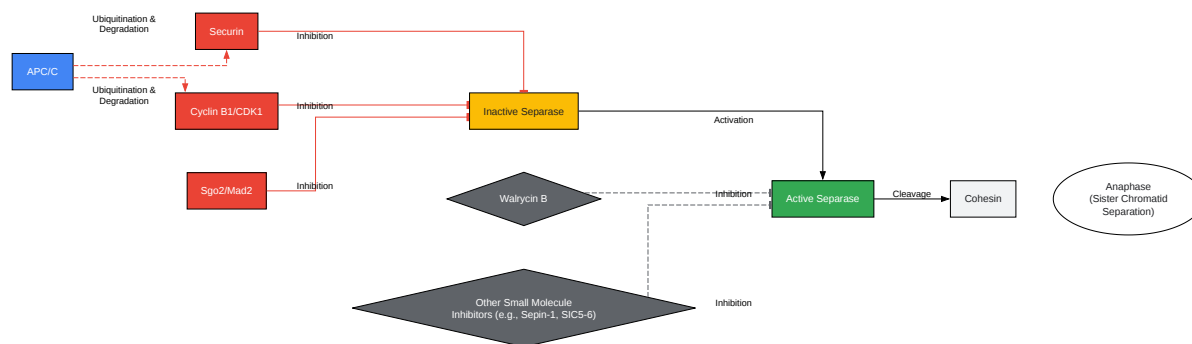 Ubiquitination &
Degradation
Securin
Inhibition
APC/C
Ubiquitination &
Degradation
Cyclin B1/CDK1
Inhibition
Inactive Separase
Activation
Sgo2/Mad2
Inhibition
Walrycin B
Inhibition
Active Separase
Cleavage
Cohesin
Anaphase
(Sister Chromatid
Separation)
Other Small Molecule
Inhibitors (e.g., Sepin-1, SIC5-6)
Inhibition